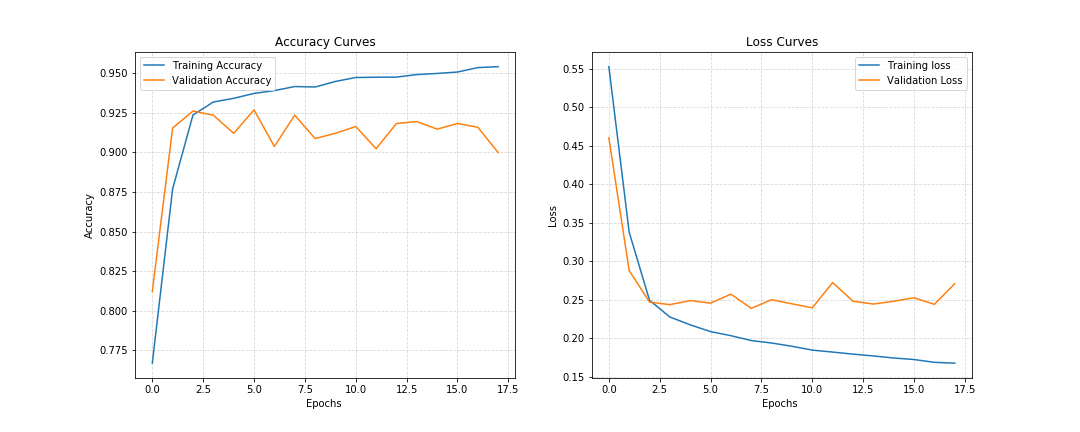 Accuracy Curves
Training Accuracy
Validation Accuracy
0.950
0.925
0.900
0.875
0.850
0.825
0.800
0.775
Accuracy
0.0 2.5 5.0 7.5 10.0 12.5 15.0 17.5
Epochs
Loss Curves
Training loss
Validation Loss
0.55
0.50
0.45
0.40
0.35
0.30
0.25
0.20
0.15
Loss
0.0 2.5 5.0 7.5 10.0 12.5 15.0 17.5
Epochs